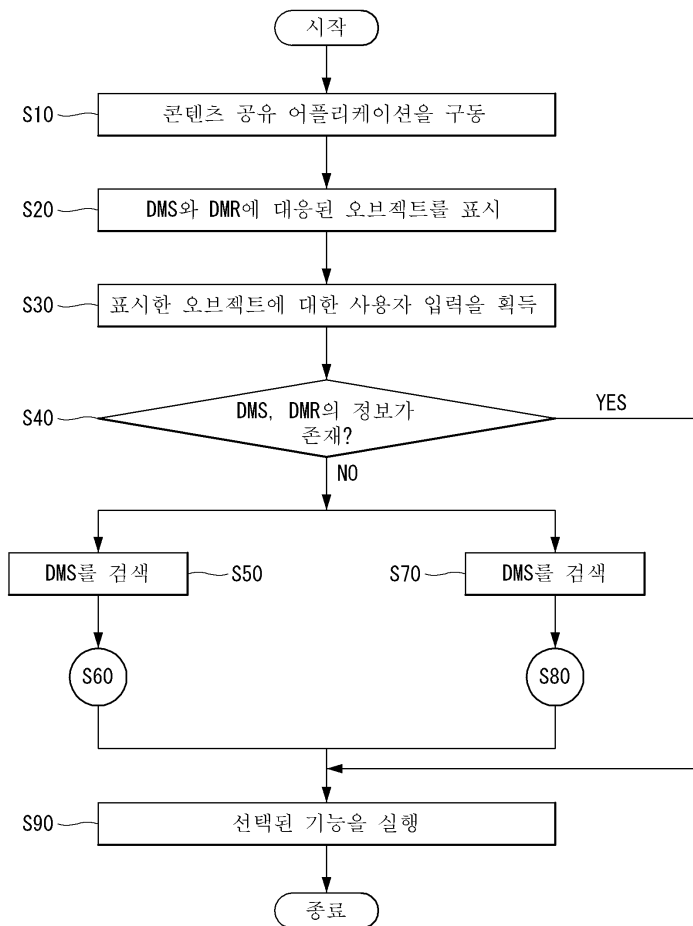 시작
S10
콘텐츠 공유 어플리케이션을 구동
S20
DMS와 DMR에 대응된 오브젝트를 표시
S30
표시한 오브젝트에 대한 사용자 입력을 획득
S40
DMS, DMR의 정보가
존재?
YES
NO
DMS를 검색
S50
S70
DMS를 검색
S60
S80
S90
선택된 기능을 실행
종료